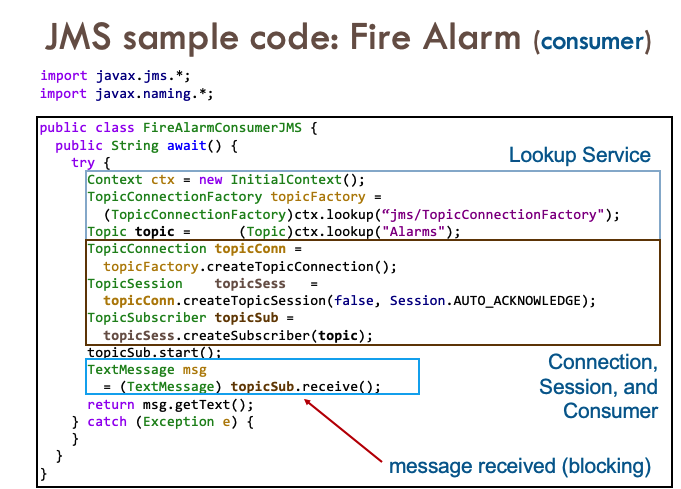 JMS sample code: Fire Alarm (consumer)
import javax.jms.*;
import javax.naming.*;
public class FireAlarmConsumerJMS {
public String await() {
try {
Lookup Service
Context ctx = new InitialContext();
TopicConnectionFactory topicFactory =
(TopicConnectionFactory)ctx.lookup(“jms/TopicConnectionFactory");
Topic topic = (Topic)ctx.lookup("Alarms");
TopicConnection topicConn =
topicFactory.createTopicConnection();
TopicSession topicSess =
topicConn.createTopicSession(false, Session.AUTO_ACKNOWLEDGE);
TopicSubscriber topicSub =
topicSess.createSubscriber(topic);
topicSub.start();
TextMessage msg
= (TextMessage) topicSub.receive();
return msg.getText();
} catch (Exception e) {
}
}
}
Connection,
Session, and
Consumer
message received (blocking)